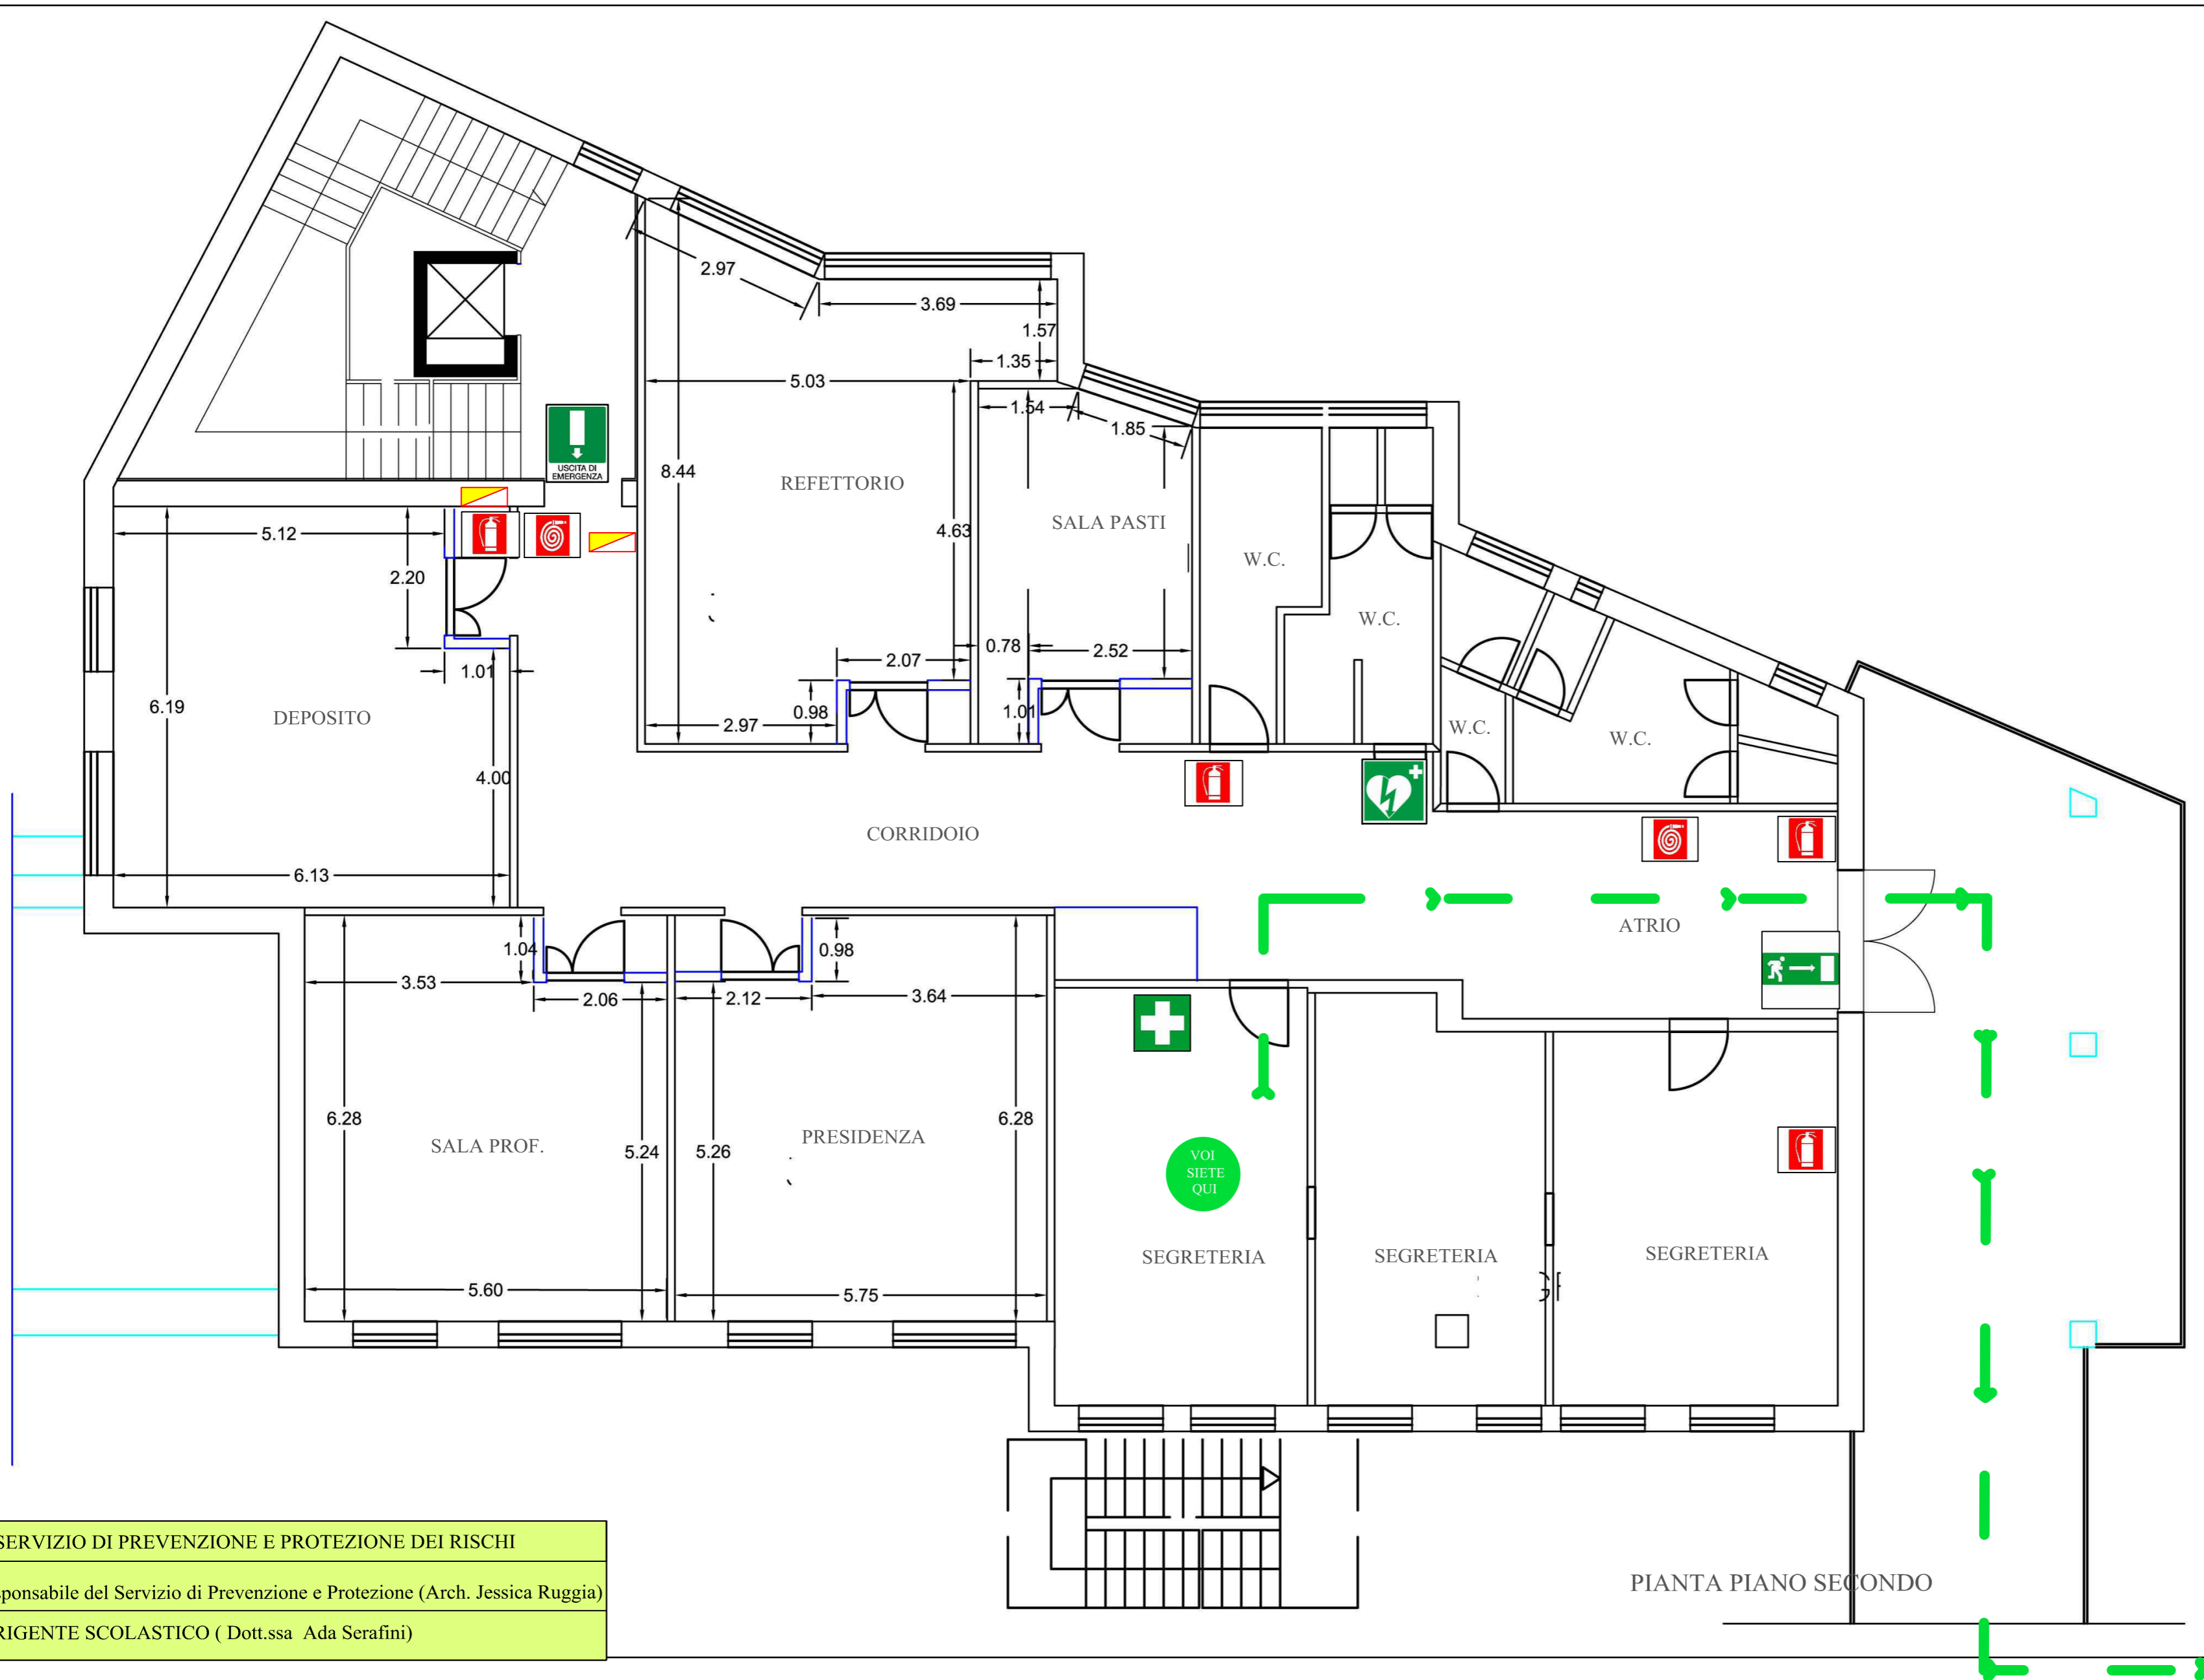 2.97
3.69
1.57
1.35
5.03
1.54
1.85
USCITA DI
EMERGENZA
8.44
REFETTORIO
4.63
SALA PASTI
5.12
2.20
W.C.
W.C.
0.78
2.52
2.07
1.01
6.19
DEPOSITO
2.97
0.98
1.01
W.C.
W.C.
4.00
CORRIDOIO
6.13
ATRIO
1.04
0.98
3.53
2.06
2.12
3.64
6.28
SALA PROF.
5.24
5.26
PRESIDENZA
6.28
VOI
SIETE
QUI
SEGRETERIA
SEGRETERIA
SEGRETERIA
5.60
5.75
SERVIZIO DI PREVENZIONE E PROTEZIONE DEI RISCHI
ponsabile del Servizio di Prevenzione e Protezione (Arch. Jessica Ruggia)
RIGENTE SCOLASTICO ( Dott.ssa Ada Serafini)
PIANTA PIANO SECONDO